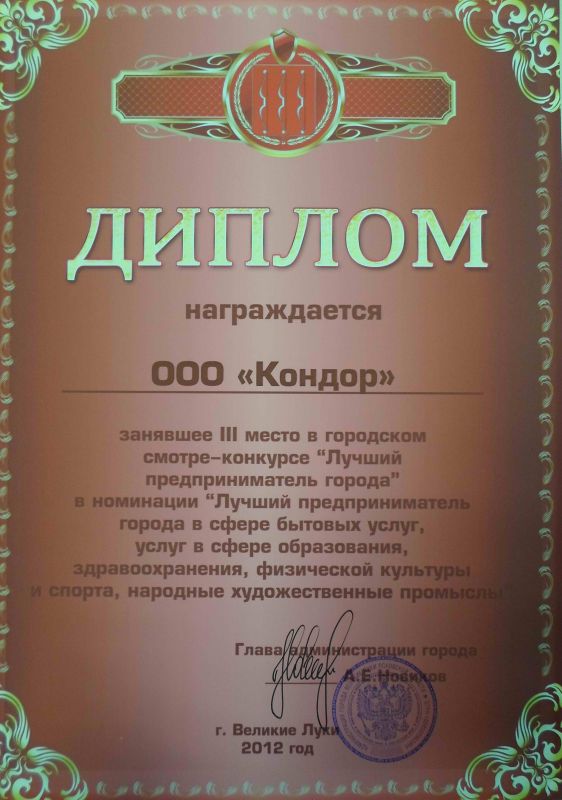 ДИПЛОМ
награждается
ООО «Кондор»
занявшее III место в городском
смотре-конкурсе "Лучший
предприниматель города"
в номинации "Лучший предприниматель
города в сфере бытовых услуг,
услуг в сфере образования,
здравоохранения, физической культуры
и спорта, народные художественные промыслы"
Глава администрации города
А.Е.Новиков
г. Великие Луки
2012 год